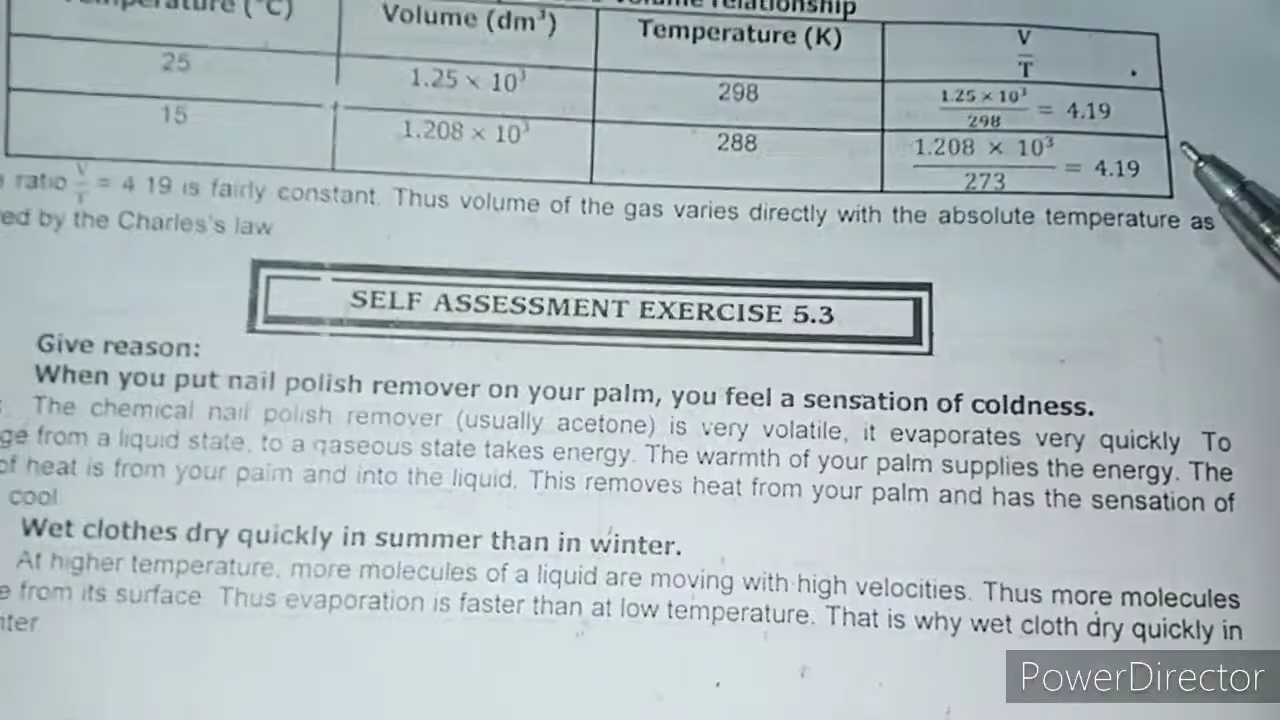 relationship
(°C) Volume (dm³) Temperature (K) V/T
25 1.25 × 10³ 298 1.25 × 10³/298 = 4.19
15 1.208 × 10³ 288 1.208 × 10³/273 = 4.19
ratio V/T = 4 19 is fairly constant. Thus volume of the gas varies directly with the absolute temperature as
ed by the Charles's law
SELF ASSESSMENT EXERCISE 5.3
Give reason:
When you put nail polish remover on your palm, you feel a sensation of coldness.
The chemical nail polish remover (usually acetone) is very volatile, it evaporates very quickly To
ge from a liquid state, to a gaseous state takes energy. The warmth of your palm supplies the energy. The
of heat is from your palm and into the liquid. This removes heat from your palm and has the sensation of
cool
Wet clothes dry quickly in summer than in winter.
At higher temperature, more molecules of a liquid are moving with high velocities. Thus more molecules
e from its surface Thus evaporation is faster than at low temperature. That is why wet cloth dry quickly in
nter
PowerDirector